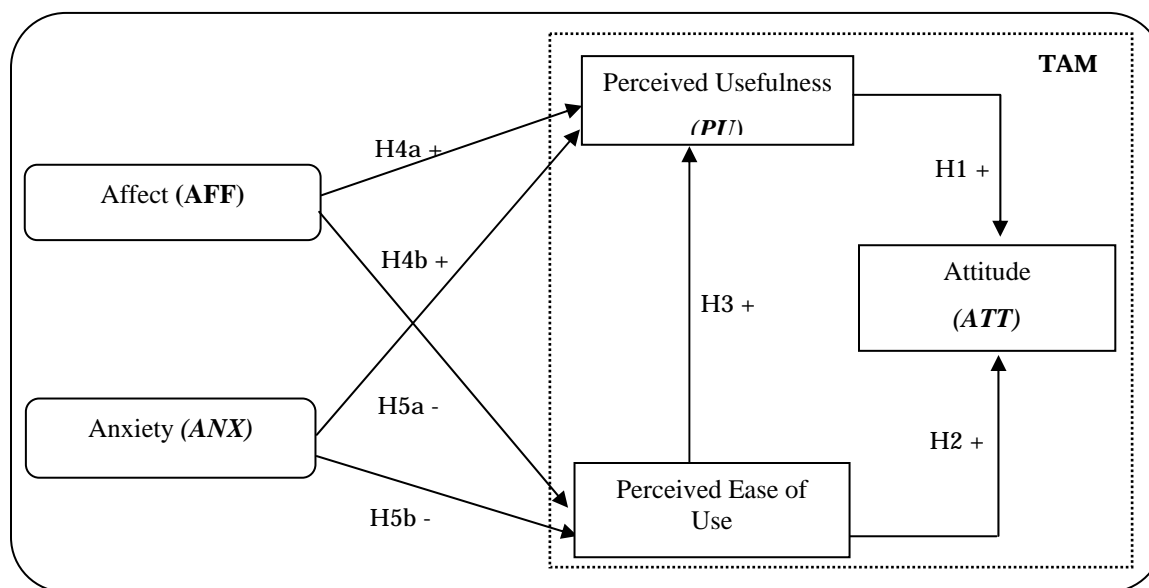 TAM
Perceived Usefulness
(PU)
H4a +
H1 +
Affect (AFF)
H4b +
Attitude
(ATT)
H3 +
H5a -
Anxiety (ANX)
H2 +
Perceived Ease of
Use
H5b -